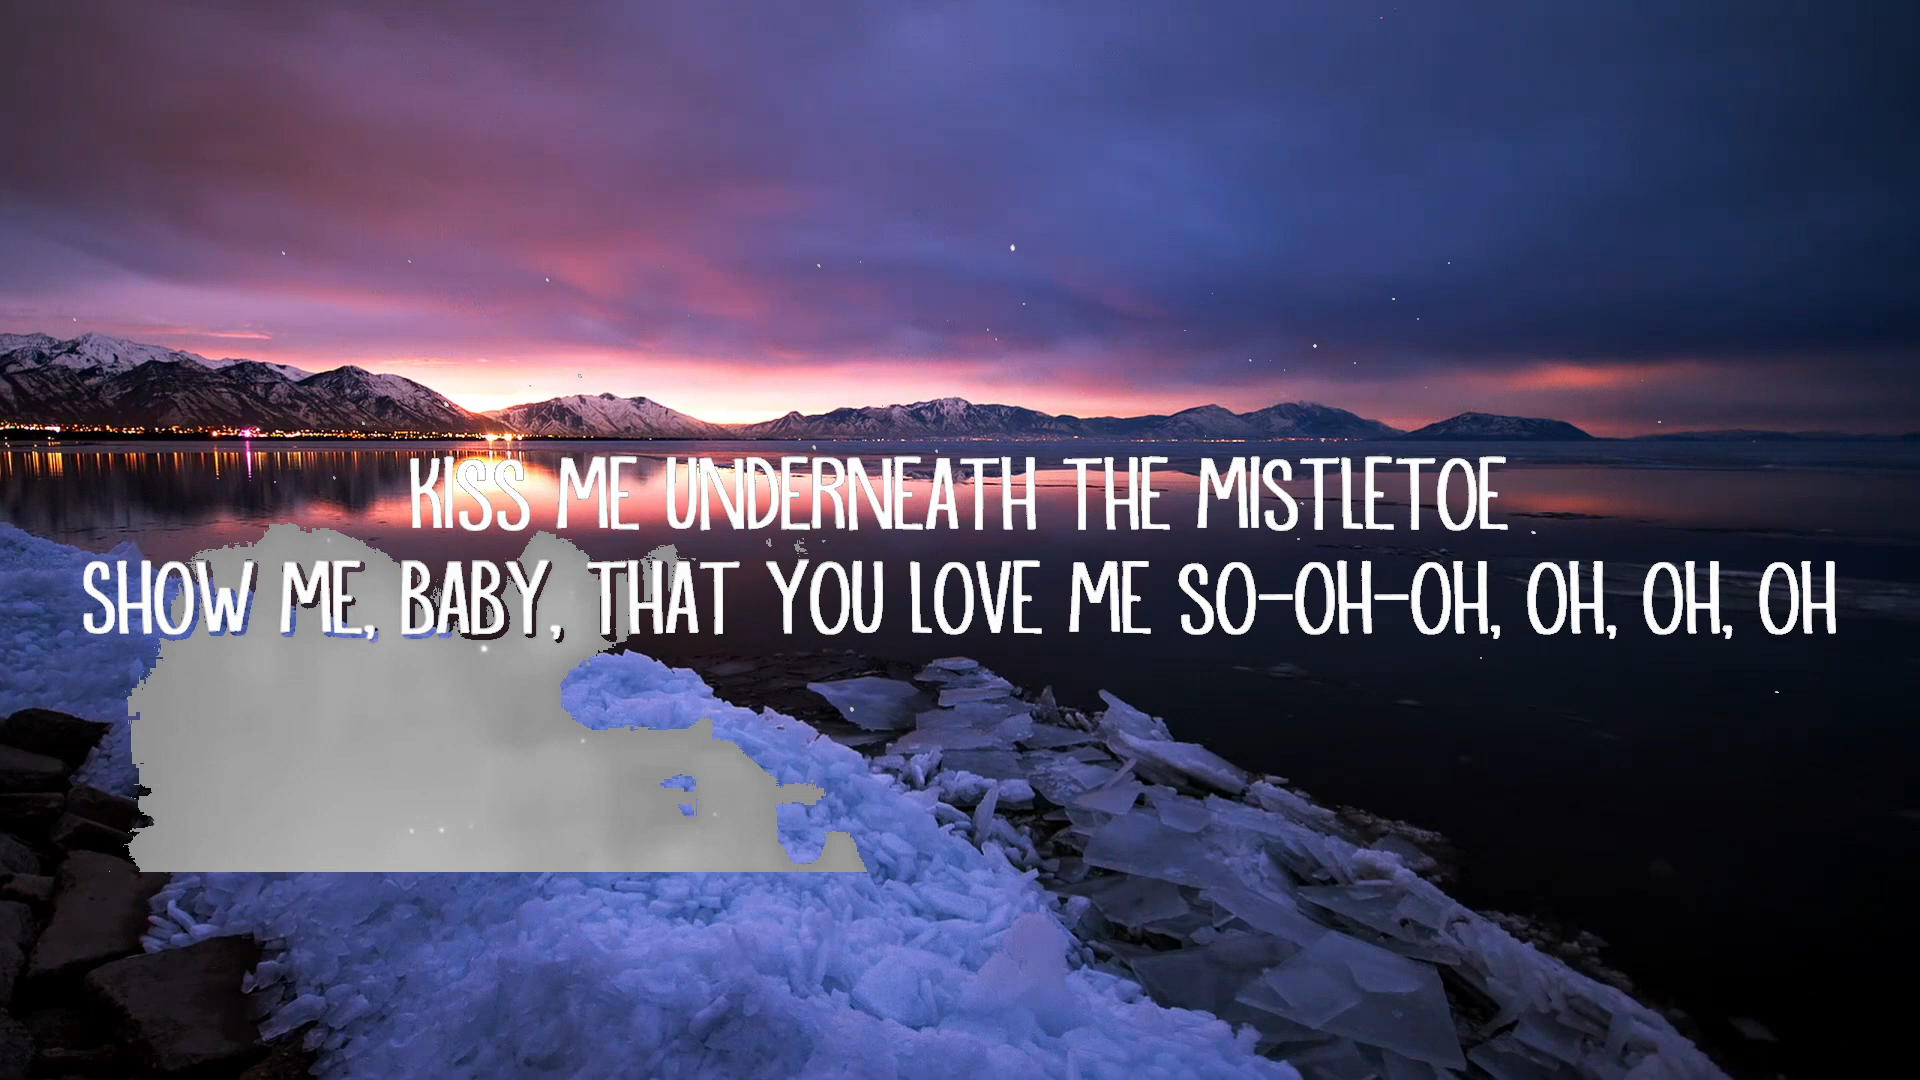 KISS ME UNDERNEATH THE MISTLETOE
SHOW ME, BABY, THAT YOU LOVE ME SO-OH-OH, OH, OH, OH